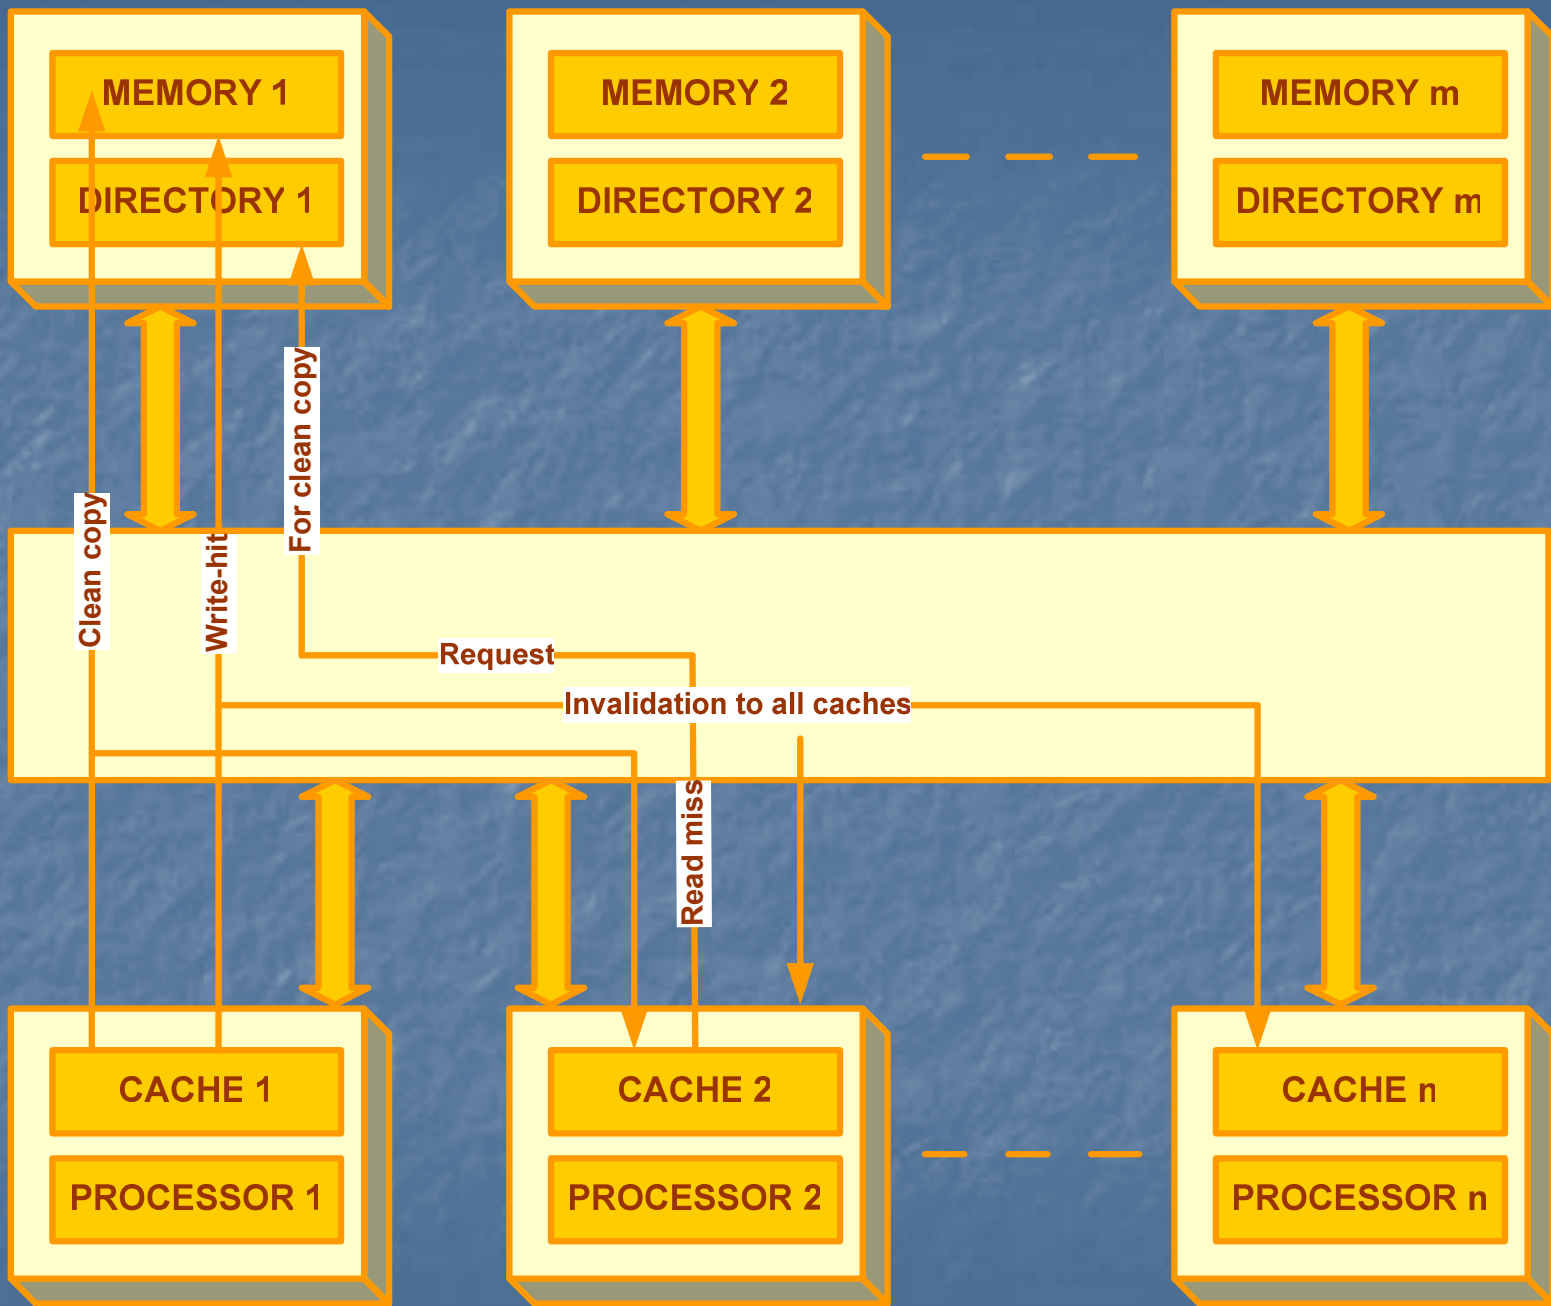 MEMORY 1
MEMORY 2
MEMORY m
DIRECTORY 1
DIRECTORY 2
DIRECTORY m
For clean copy
Clean copy
Write-hit
Request
Invalidation to all caches
Read miss
CACHE 1
CACHE 2
CACHE n
PROCESSOR 1
PROCESSOR 2
PROCESSOR n